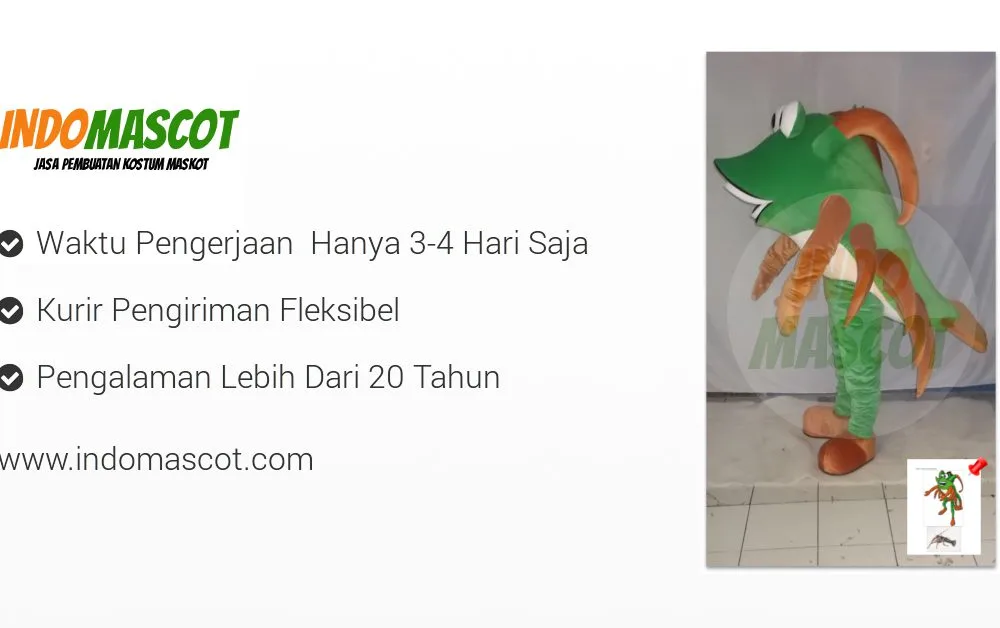 INDOMASCOT
JASA PEMBUATAN KOSTUM MASKOT
Waktu Pengerjaan  Hanya 3-4 Hari Saja
Kurir Pengiriman Fleksibel
Pengalaman Lebih Dari 20 Tahun
www.indomascot.com
INDO
MASCOT